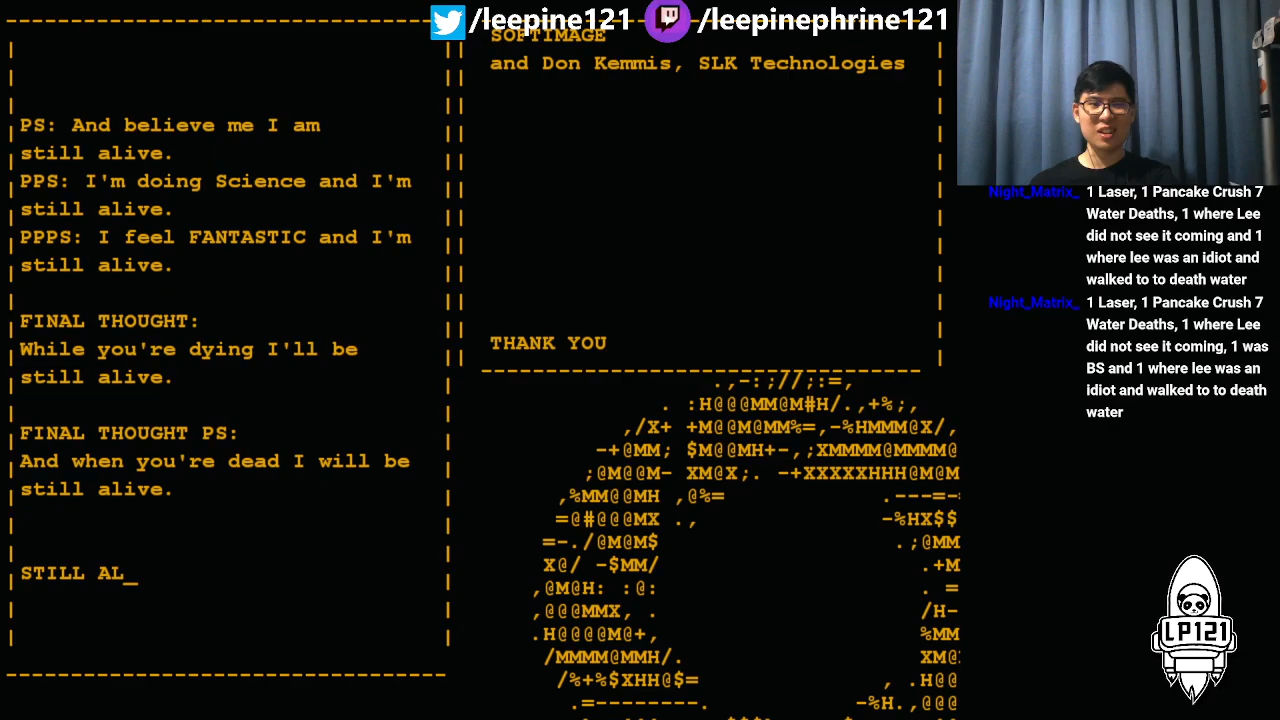 /leepine121
/leepinephrine121
PS: And believe me I am
still alive.
PPS: I'm doing Science and I'm
still alive.
PPPS: I feel FANTASTIC and I'm
still alive.
FINAL THOUGHT:
While you're dying I'll be
still alive.
FINAL THOUGHT PS:
And when you're dead I will be
still alive.
STILL AL_
SOFTIMAGE
and Don Kemmis, SLK Technologies
THANK YOU
Night_Matrix_ 1 Laser, 1 Pancake Crush 7
Water Deaths, 1 where Lee
did not see it coming and 1
where lee was an idiot and
walked to to death water
Night_Matrix_ 1 Laser, 1 Pancake Crush 7
Water Deaths, 1 where Lee
did not see it coming, 1 was
BS and 1 where lee was an
idiot and walked to to death
water
LP121